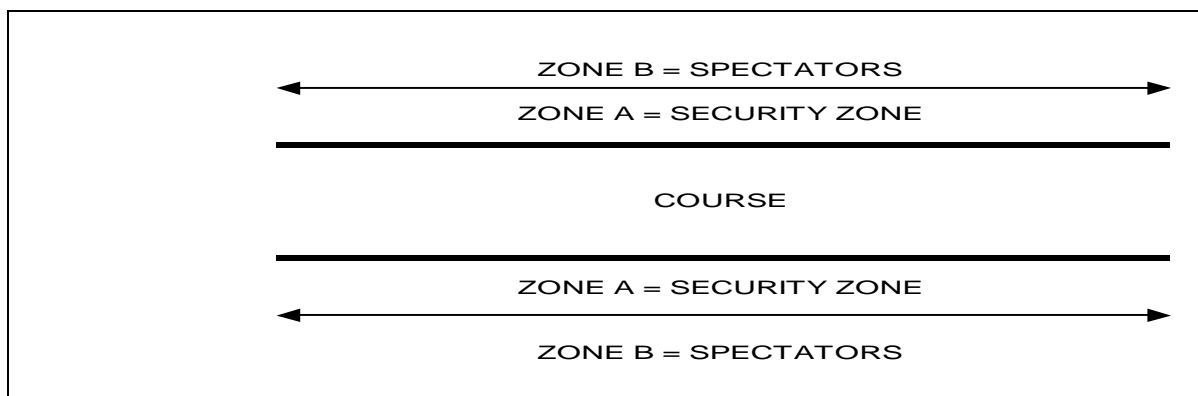 ZONE B = SPECTATORS
ZONE A = SECURITY ZONE
COURSE
ZONE A = SECURITY ZONE
ZONE B = SPECTATORS